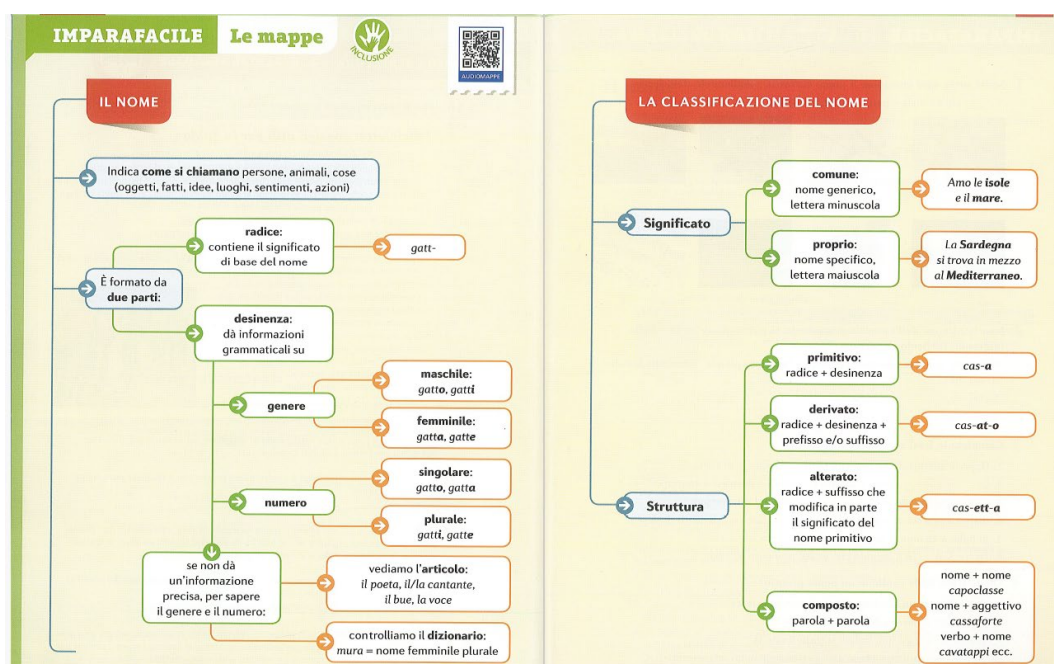 IMPARAFACILE Le mappe
INCLUSIONE
AUDIOMAPPE
IL NOME
Indica come si chiamano persone, animali, cose
(oggetti, fatti, idee, luoghi, sentimenti, azioni)
È formato da
due parti:
radice:
contiene il significato
di base del nome
gatt-
desinenza:
dà informazioni
grammaticali su
genere
maschile:
gatto, gatti
femminile:
gatta, gatte
numero
singolare:
gatto, gatta
plurale:
gatti, gatte
se non dà
un'informazione
precisa, per sapere
il genere e il numero:
vediamo l'articolo:
il poeta, il/la cantante,
il bue, la voce
controlliamo il dizionario:
mura = nome femminile plurale
LA CLASSIFICAZIONE DEL NOME
Significato
comune:
nome generico,
lettera minuscola
Amo le isole
e il mare.
proprio:
nome specifico,
lettera maiuscola
La Sardegna
si trova in mezzo
al Mediterraneo.
Struttura
primitivo:
radice + desinenza
cas-a
derivato:
radice + desinenza +
prefisso e/o suffisso
cas-at-o
alterato:
radice + suffisso che
modifica in parte
il significato del
nome primitivo
cas-ett-a
composto:
parola + parola
nome + nome
capoclasse
nome + aggettivo
cassaforte
verbo + nome
cavatappi ecc.